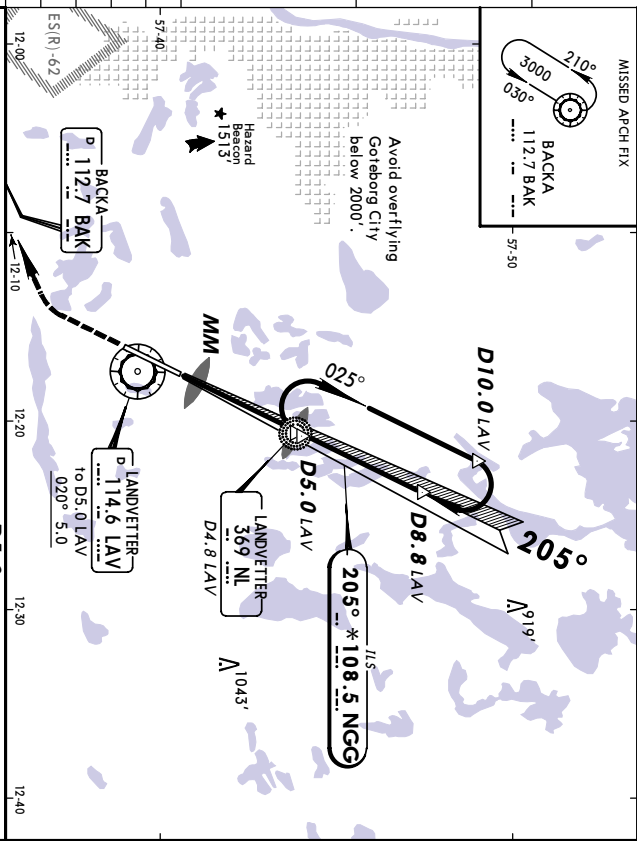 MISSED APCH FIX
210°
3000
030°
BACKA
112.7 BAK
57-40
57-50
12-00
12-10
12-20
12-30
12-40
ES(R)-62
Hazard
Beacon
1513'
Avoid overflying
Goteborg City
below 2000'.
BACKA
D 112.7 BAK
MM
025°
D10.0 LAV
D5.0 LAV
D8.8 LAV
205°
LANDVETTER
D 114.6 LAV
to D5.0 LAV
020° 5.0
LANDVETTER
369 NL
D4.8 LAV
ILS
205° *108.5 NGG
919'
1043'